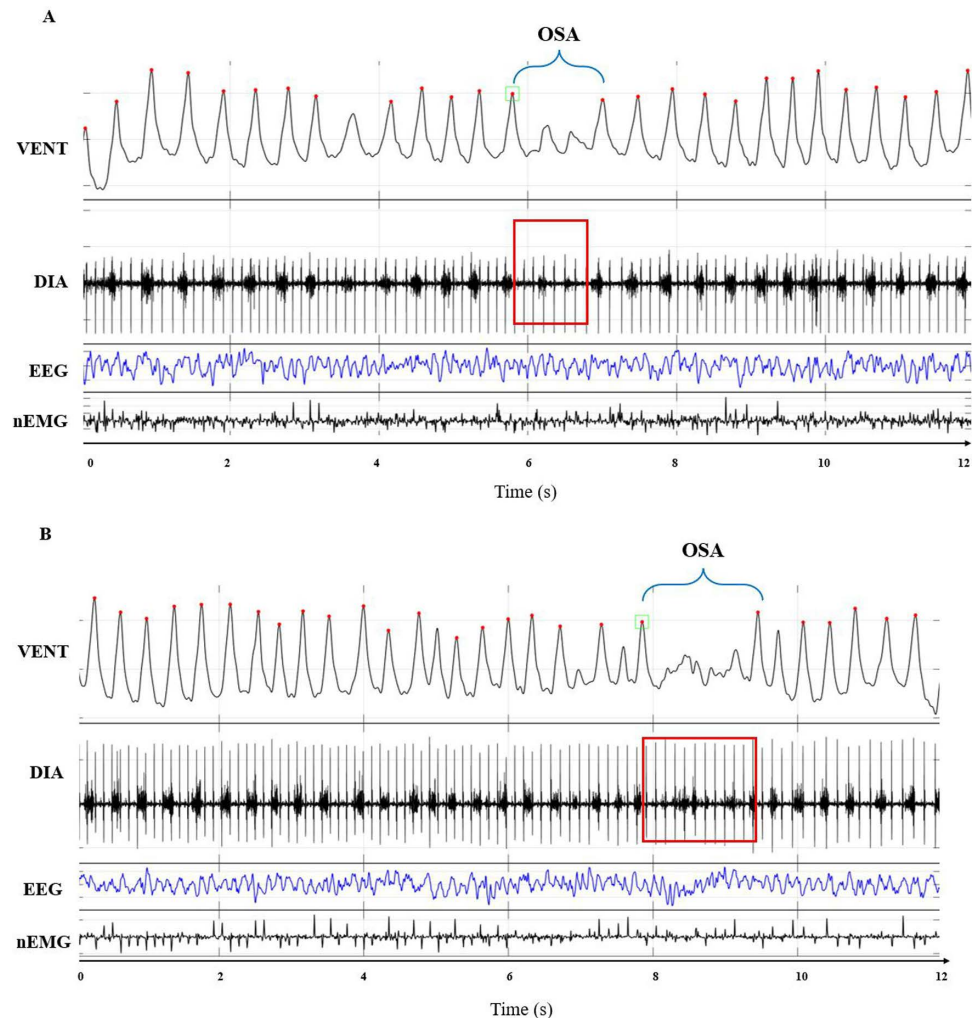 A
OSA
VENT
DIA
EEG
nEMG
0 2 4 6 8 10 12
Time (s)
B
OSA
VENT
DIA
EEG
nEMG
0 2 4 6 8 10 12
Time (s)